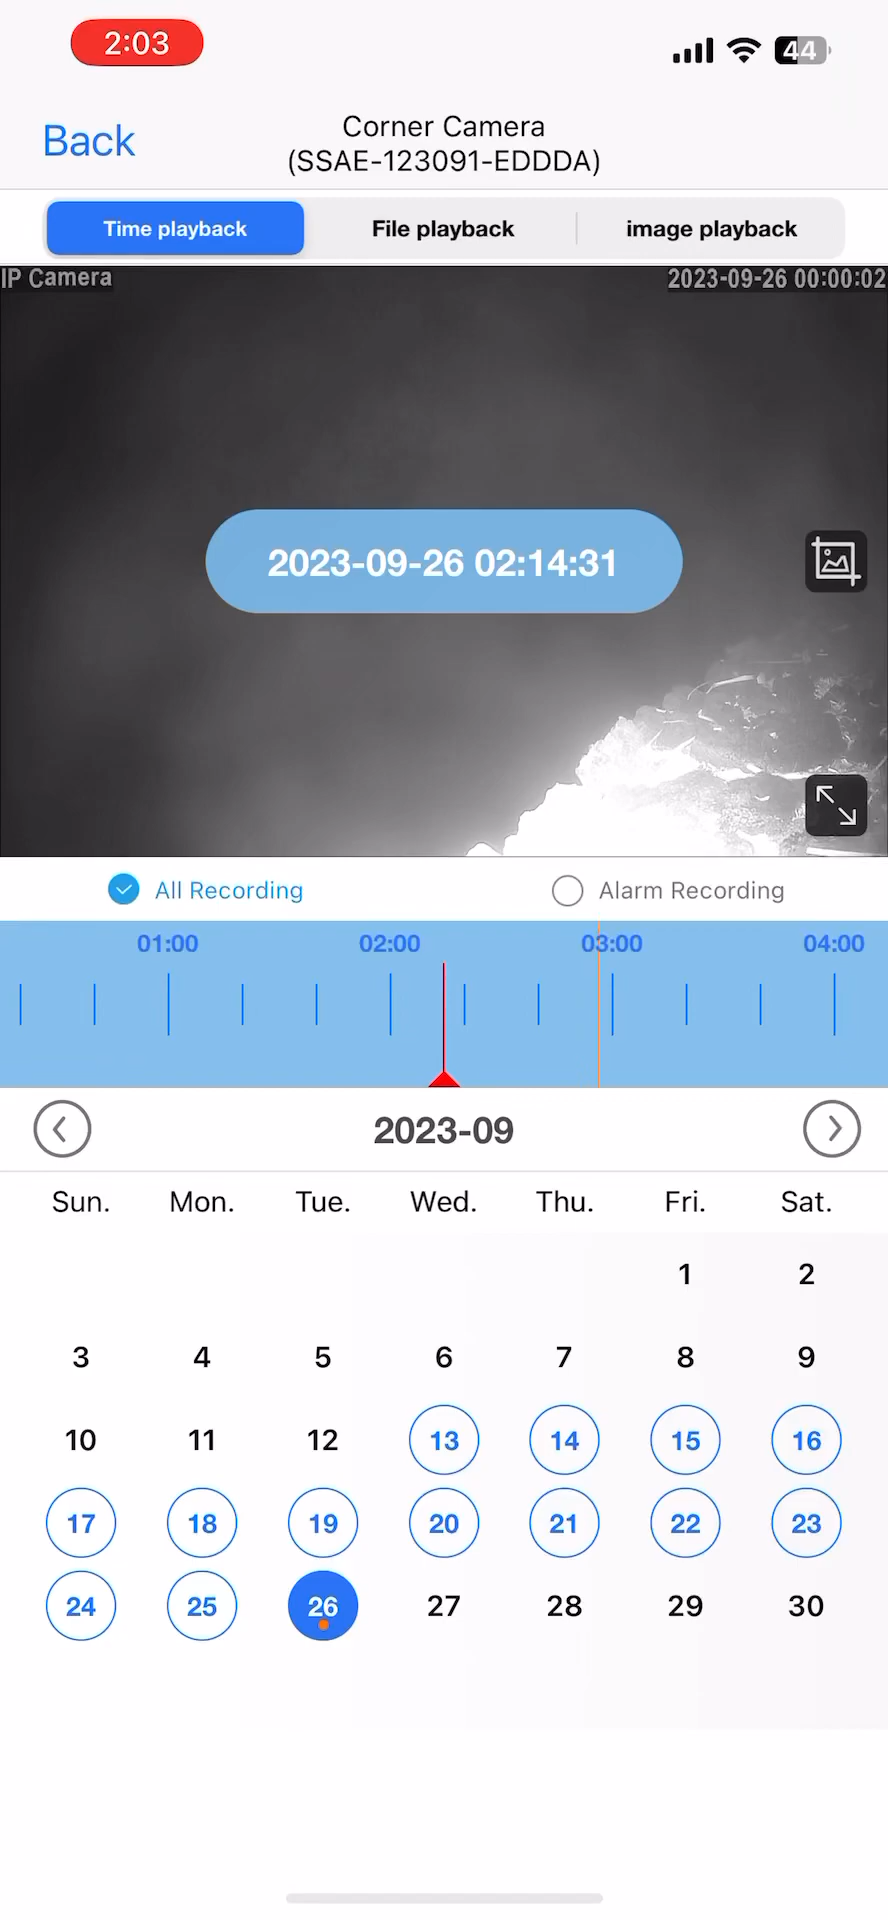 2:03
44
Back
Corner Camera
(SSAE-123091-EDDDA)
Time playback File playback image playback
IP Camera 2023-09-26 00:00:02
2023-09-26 02:14:31
All Recording Alarm Recording
01:00 02:00 03:00 04:00
2023-09
Sun. Mon. Tue. Wed. Thu. Fri. Sat.
1 2
3 4 5 6 7 8 9
10 11 12 13 14 15 16
17 18 19 20 21 22 23
24 25 26 27 28 29 30